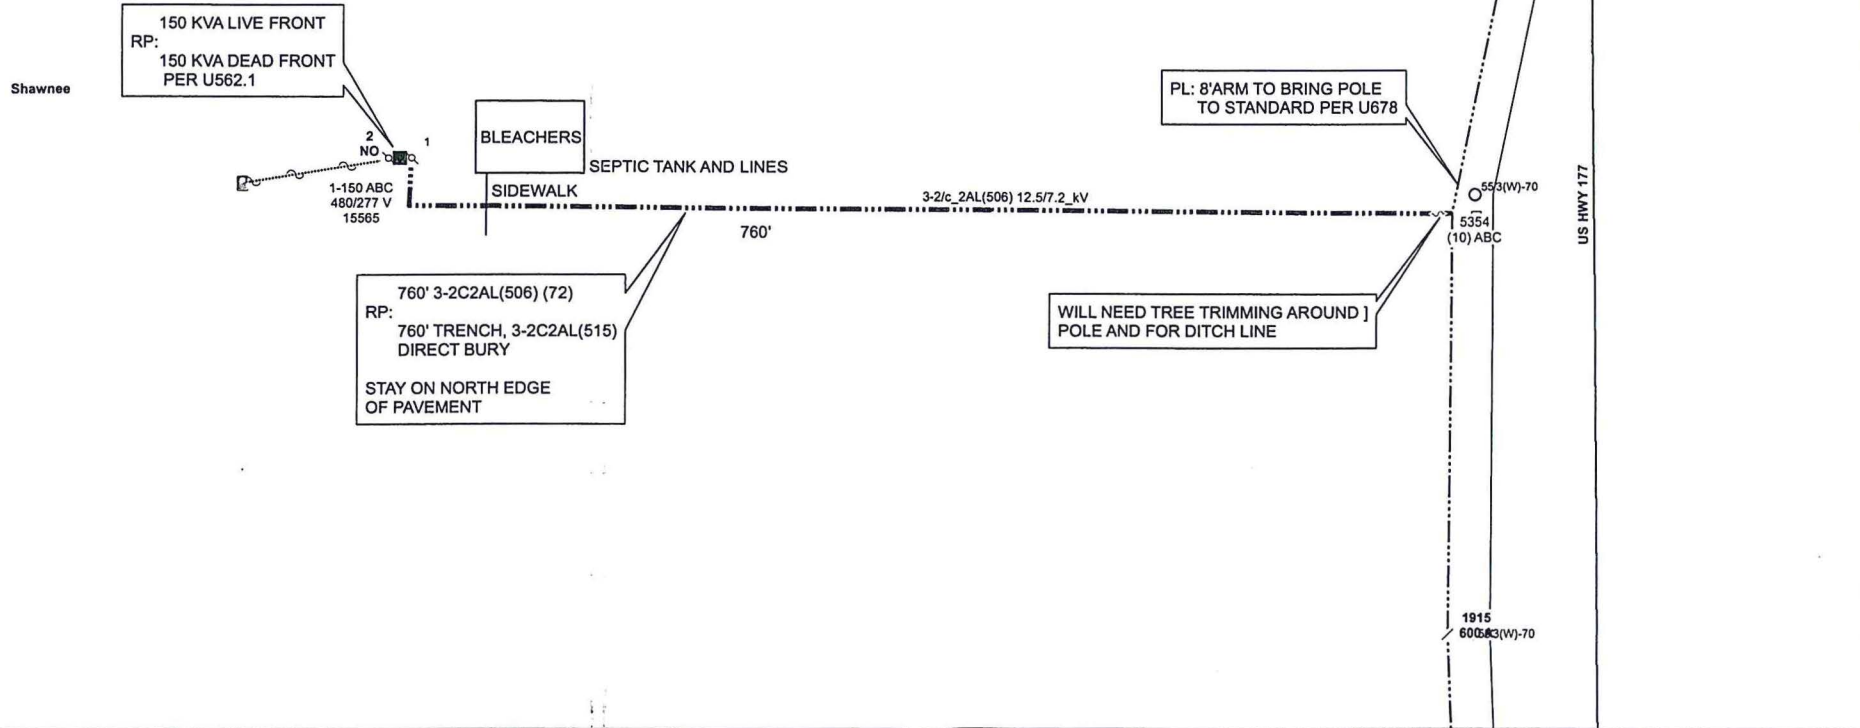 150 KVA LIVE FRONT
RP:
150 KVA DEAD FRONT
PER U562.1
Shawnee
PL: 8'ARM TO BRING POLE
TO STANDARD PER U678
2
NO
1
BLEACHERS
SEPTIC TANK AND LINES
SIDEWALK
1-150 ABC
480/277 V
15565
3-2/c_2AL(506) 12.5/7.2_kV
760'
553(W)-70
5354
(10) ABC
US HWY 177
760' 3-2C2AL(506) (72)
RP:
760' TRENCH, 3-2C2AL(515)
DIRECT BURY
STAY ON NORTH EDGE
OF PAVEMENT
WILL NEED TREE TRIMMING AROUND ]
POLE AND FOR DITCH LINE
1915
600
(W)-70